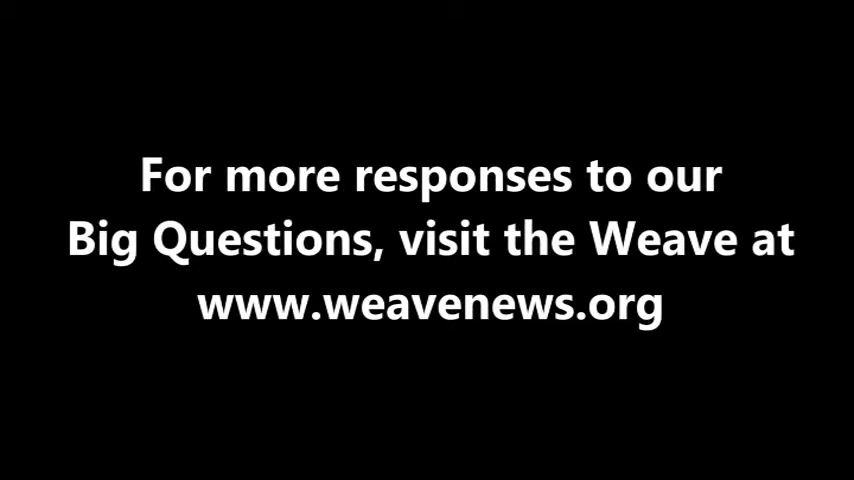 For more responses to our
Big Questions, visit the Weave at
www.weavenews.org